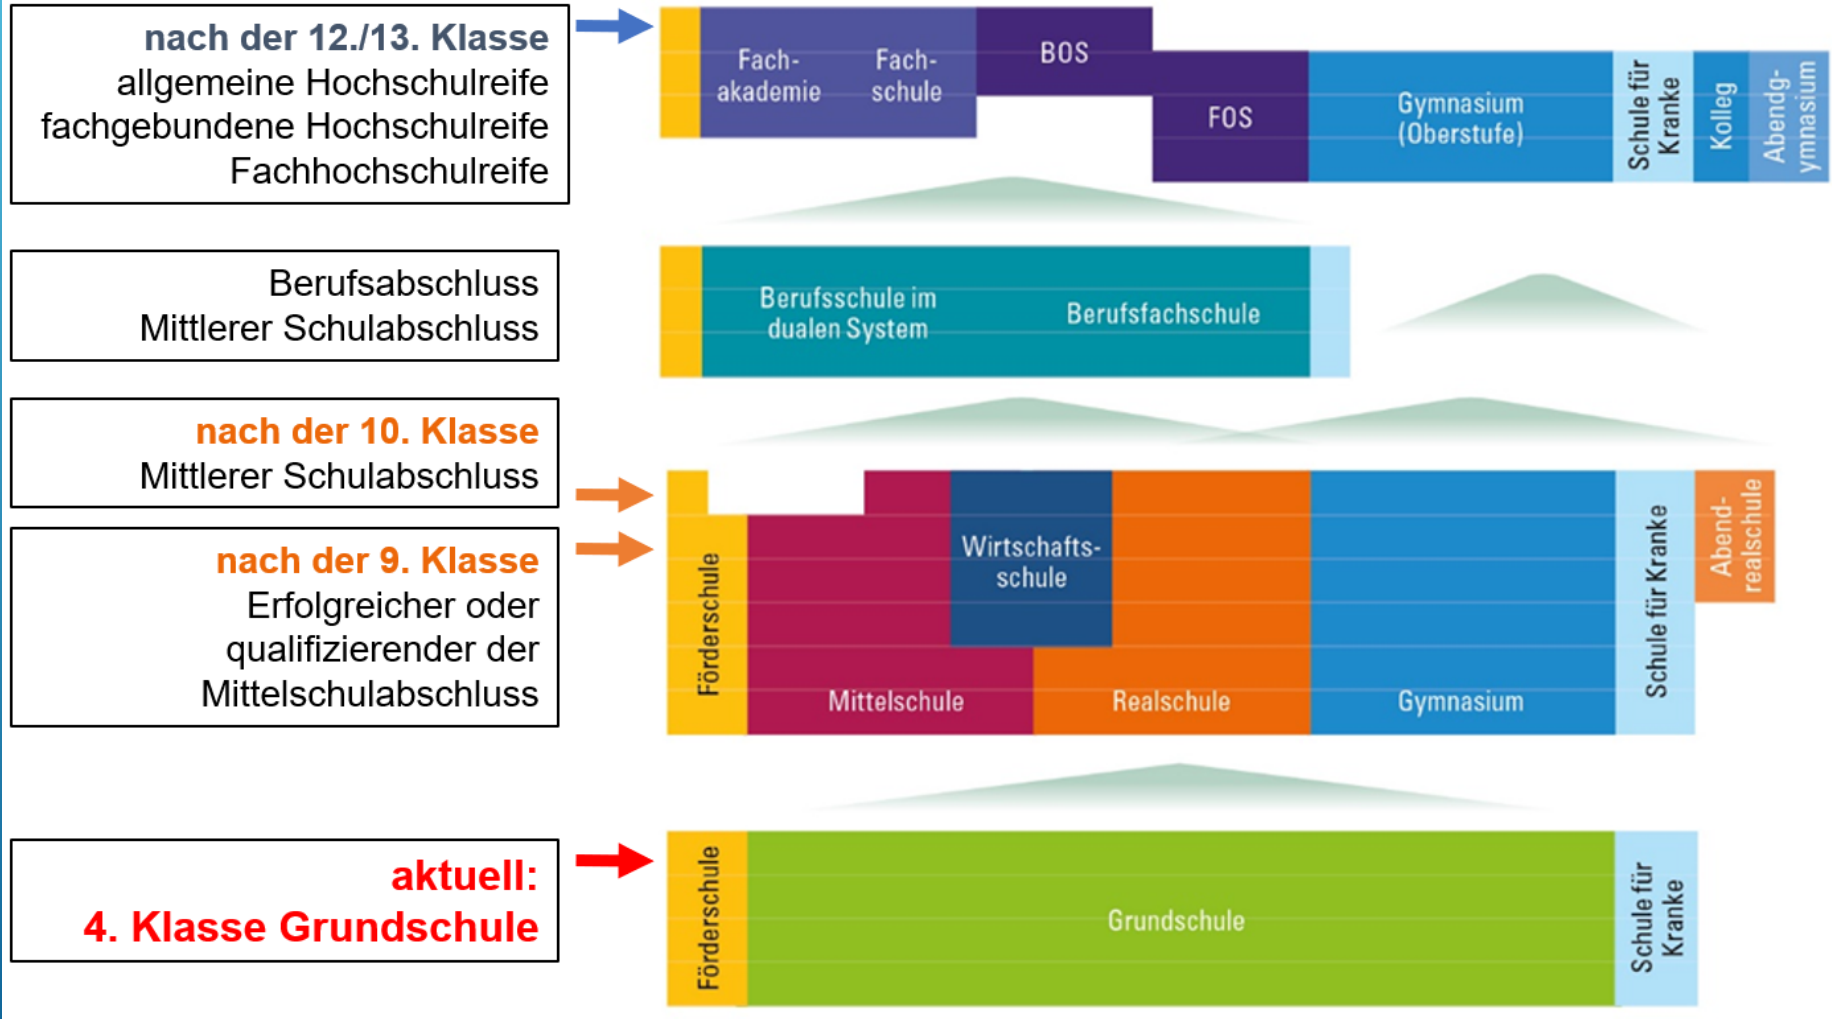 nach der 12./13. Klasse
allgemeine Hochschulreife
fachgebundene Hochschulreife
Fachhochschulreife
Fach-
akademie
Fach-
schule
BOS
FOS
Gymnasium
(Oberstufe)
Schule für
Kranke
Kolleg
Abendg-
ymnasium
Berufsabschluss
Mittlerer Schulabschluss
Berufsschule im
dualen System
Berufsfachschule
nach der 10. Klasse
Mittlerer Schulabschluss
nach der 9. Klasse
Erfolgreicher oder
qualifizierender der
Mittelschulabschluss
Förderschule
Mittelschule
Wirtschafts-
schule
Realschule
Gymnasium
Schule für Kranke
Abend-
realschule
aktuell:
4. Klasse Grundschule
Förderschule
Grundschule
Schule für
Kranke